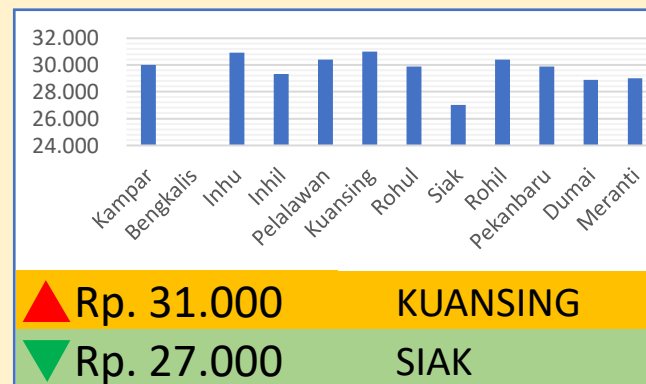 32.000
30.000
28.000
26.000
24.000
Kampar
Bengkalis
Inhu
Inhil
Pelalawan
Kuansing
Rohul
Siak
Rohil
Pekanbaru
Dumai
Meranti
Rp. 31.000 KUANSING
Rp. 27.000 SIAK